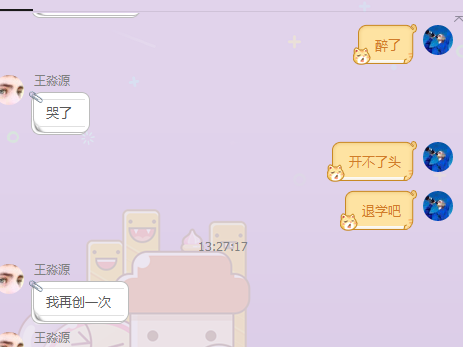 醉了
王淼源
哭了
开不了头
退学吧
13:27:17
王淼源
我再创一次
王淼源